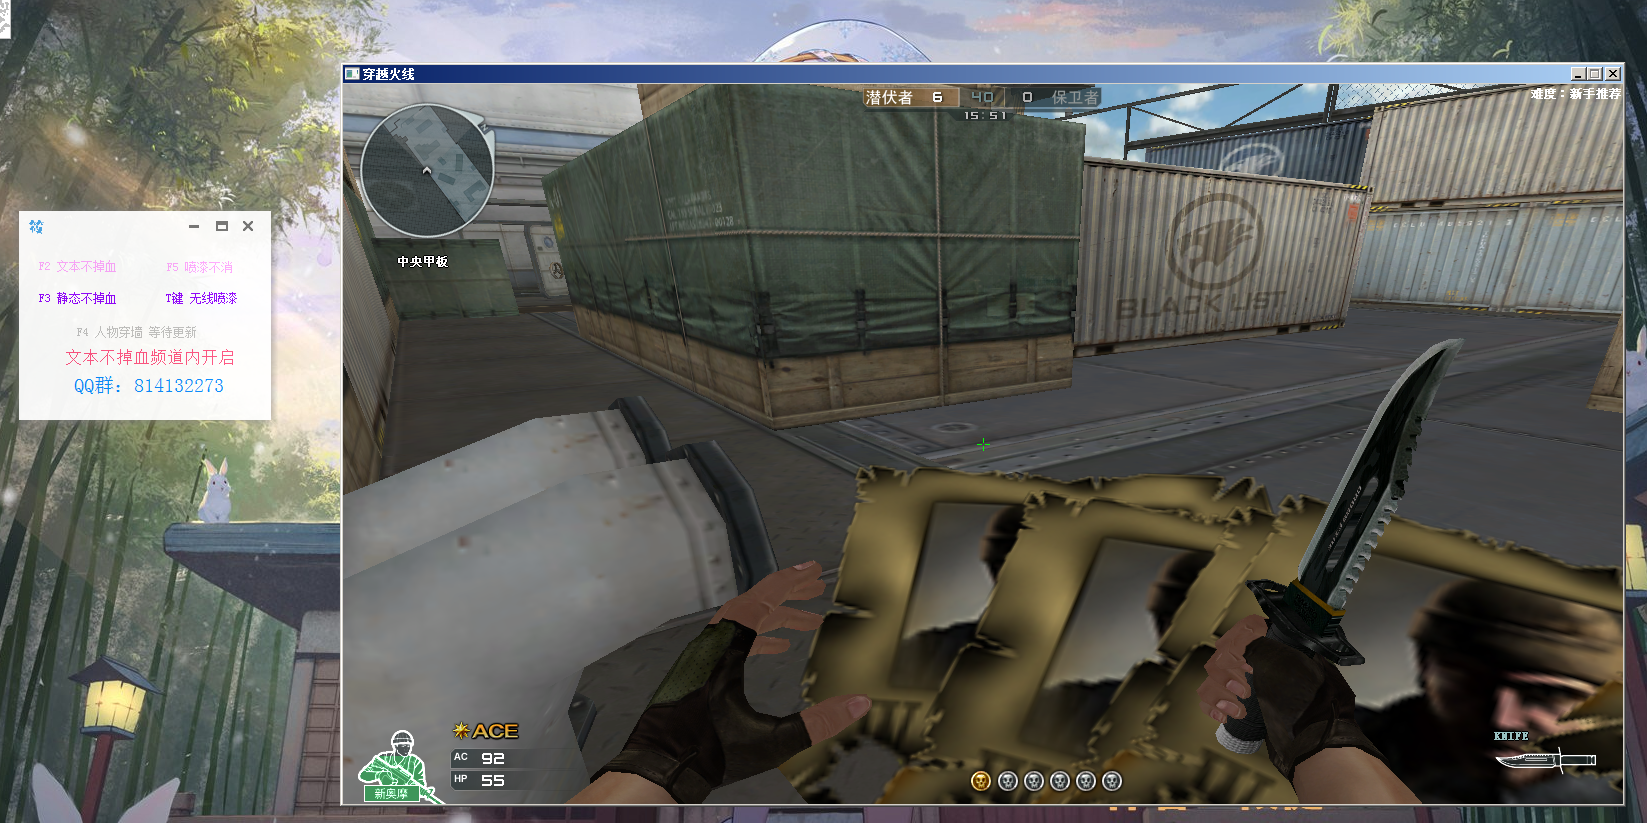 穿越火线
潜伏者 6 40 0 保卫者
15:51
难度：新手推荐
中央甲板
F2 文本不掉血
F5 喷漆不消
F3 静态不掉血
T键 无线喷漆
F4 人物穿墙 等待更新
文本不掉血频道内开启
QQ群：814132273
BLACK LIST
ACE
AC 92
HP 55
新奥摩
KNIFE